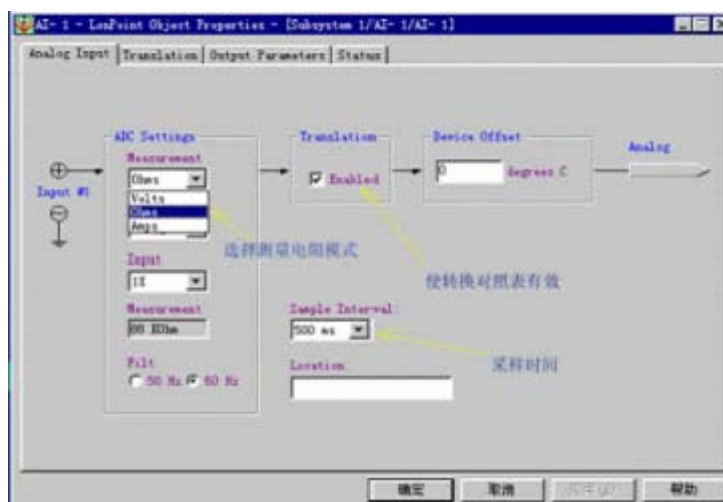 AI- 1 - LonPoint Object Properties - [Subsystem 1/AI- 1/AI- 1]
Analog Input
Translation
Output Parameters
Status
ADC Settings
Translation
Device Offset
Analog
Measurement
Ohms
Volts
Ohms
Amps
Enabled
0
degrees C
Input #1
选择测量电阻模式
使转换对照表有效
Input
Measurement
Sample Interval:
500 ms
采样时间
Filt
50 Hz
60 Hz
Location
确定
取消
帮助